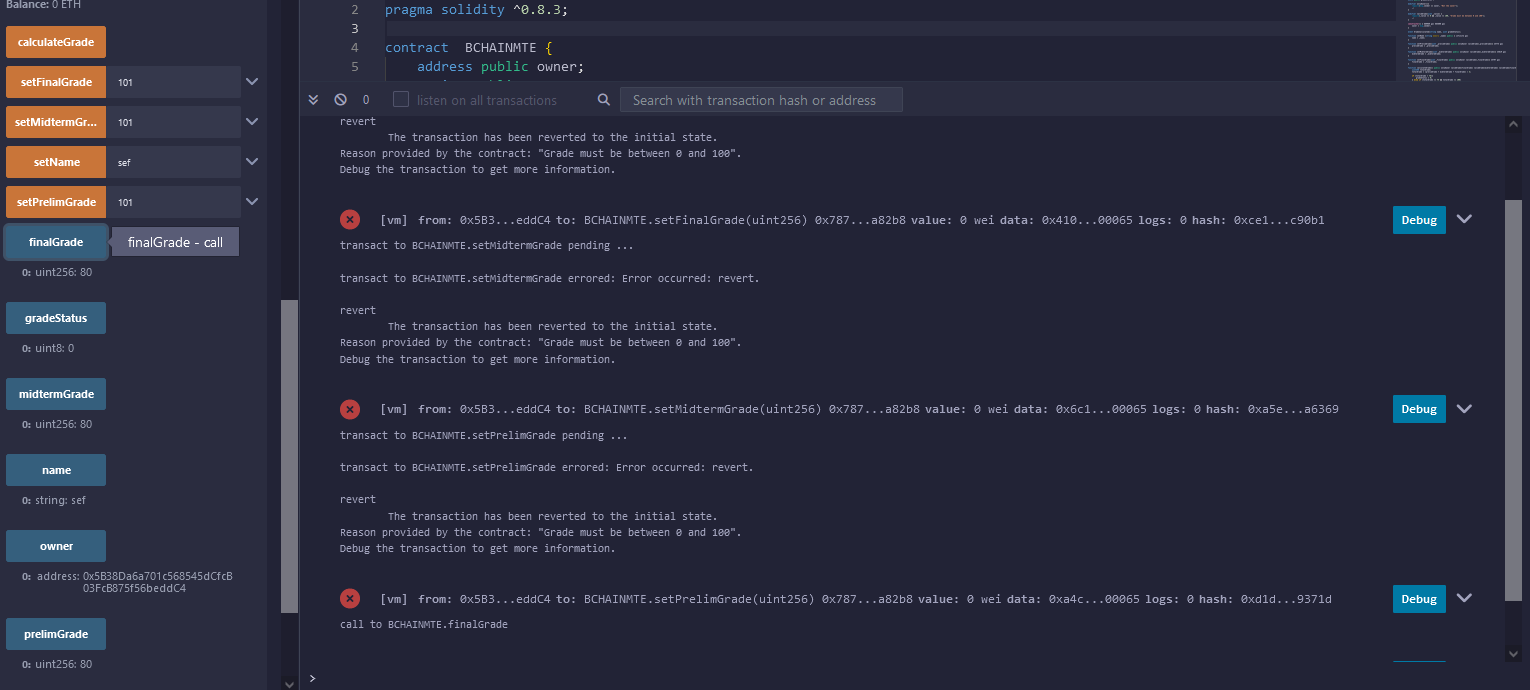 Balance: 0 ETH
calculateGrade
setFinalGrade 101
setMidtermGr... 101
setName sef
setPrelimGrade 101
finalGrade
finalGrade - call
0: uint256: 80
gradeStatus
0: uint8: 0
midtermGrade
0: uint256: 80
name
0: string: sef
owner
0: address: 0x5B38Da6a701c568545dCfcB
03FcB875f56beddC4
prelimGrade
0: uint256: 80
2 pragma solidity ^0.8.3;
3
4 contract BCHAINMTE {
5 address public owner;
0 listen on all transactions Search with transaction hash or address
revert
The transaction has been reverted to the initial state.
Reason provided by the contract: "Grade must be between 0 and 100".
Debug the transaction to get more information.
[vm] from: 0x5B3...eddC4 to: BCHAINMTE.setFinalGrade(uint256) 0x787...a82b8 value: 0 wei data: 0x410...00065 logs: 0 hash: 0xce1...c90b1 Debug
transact to BCHAINMTE.setMidtermGrade pending ...
transact to BCHAINMTE.setMidtermGrade errored: Error occurred: revert.
revert
The transaction has been reverted to the initial state.
Reason provided by the contract: "Grade must be between 0 and 100".
Debug the transaction to get more information.
[vm] from: 0x5B3...eddC4 to: BCHAINMTE.setMidtermGrade(uint256) 0x787...a82b8 value: 0 wei data: 0x6c1...00065 logs: 0 hash: 0xa5e...a6369 Debug
transact to BCHAINMTE.setPrelimGrade pending ...
transact to BCHAINMTE.setPrelimGrade errored: Error occurred: revert.
revert
The transaction has been reverted to the initial state.
Reason provided by the contract: "Grade must be between 0 and 100".
Debug the transaction to get more information.
[vm] from: 0x5B3...eddC4 to: BCHAINMTE.setPrelimGrade(uint256) 0x787...a82b8 value: 0 wei data: 0xa4c...00065 logs: 0 hash: 0xd1d...9371d Debug
call to BCHAINMTE.finalGrade
>